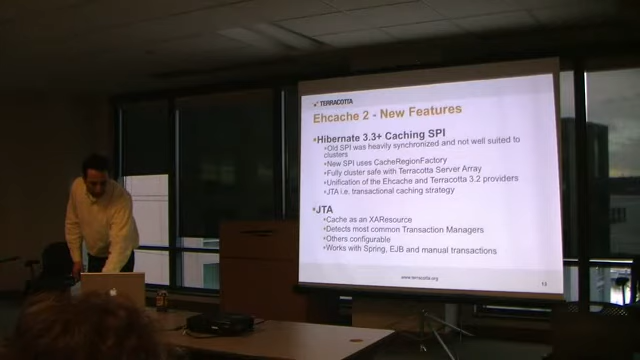 TERRACOTTA
Ehcache 2 - New Features
Hibernate 3.3+ Caching SPI
Old SPI was heavily synchronized and not well suited to
clusters
New SPI uses CacheRegionFactory
Fully cluster safe with Terracotta Server Array
Unification of the Ehcache and Terracotta 3.2 providers
JTA i.e. transactional caching strategy
JTA
Cache as an XAResource
Detects most common Transaction Managers
Others configurable
Works with Spring, EJB and manual transactions
www.terracotta.org